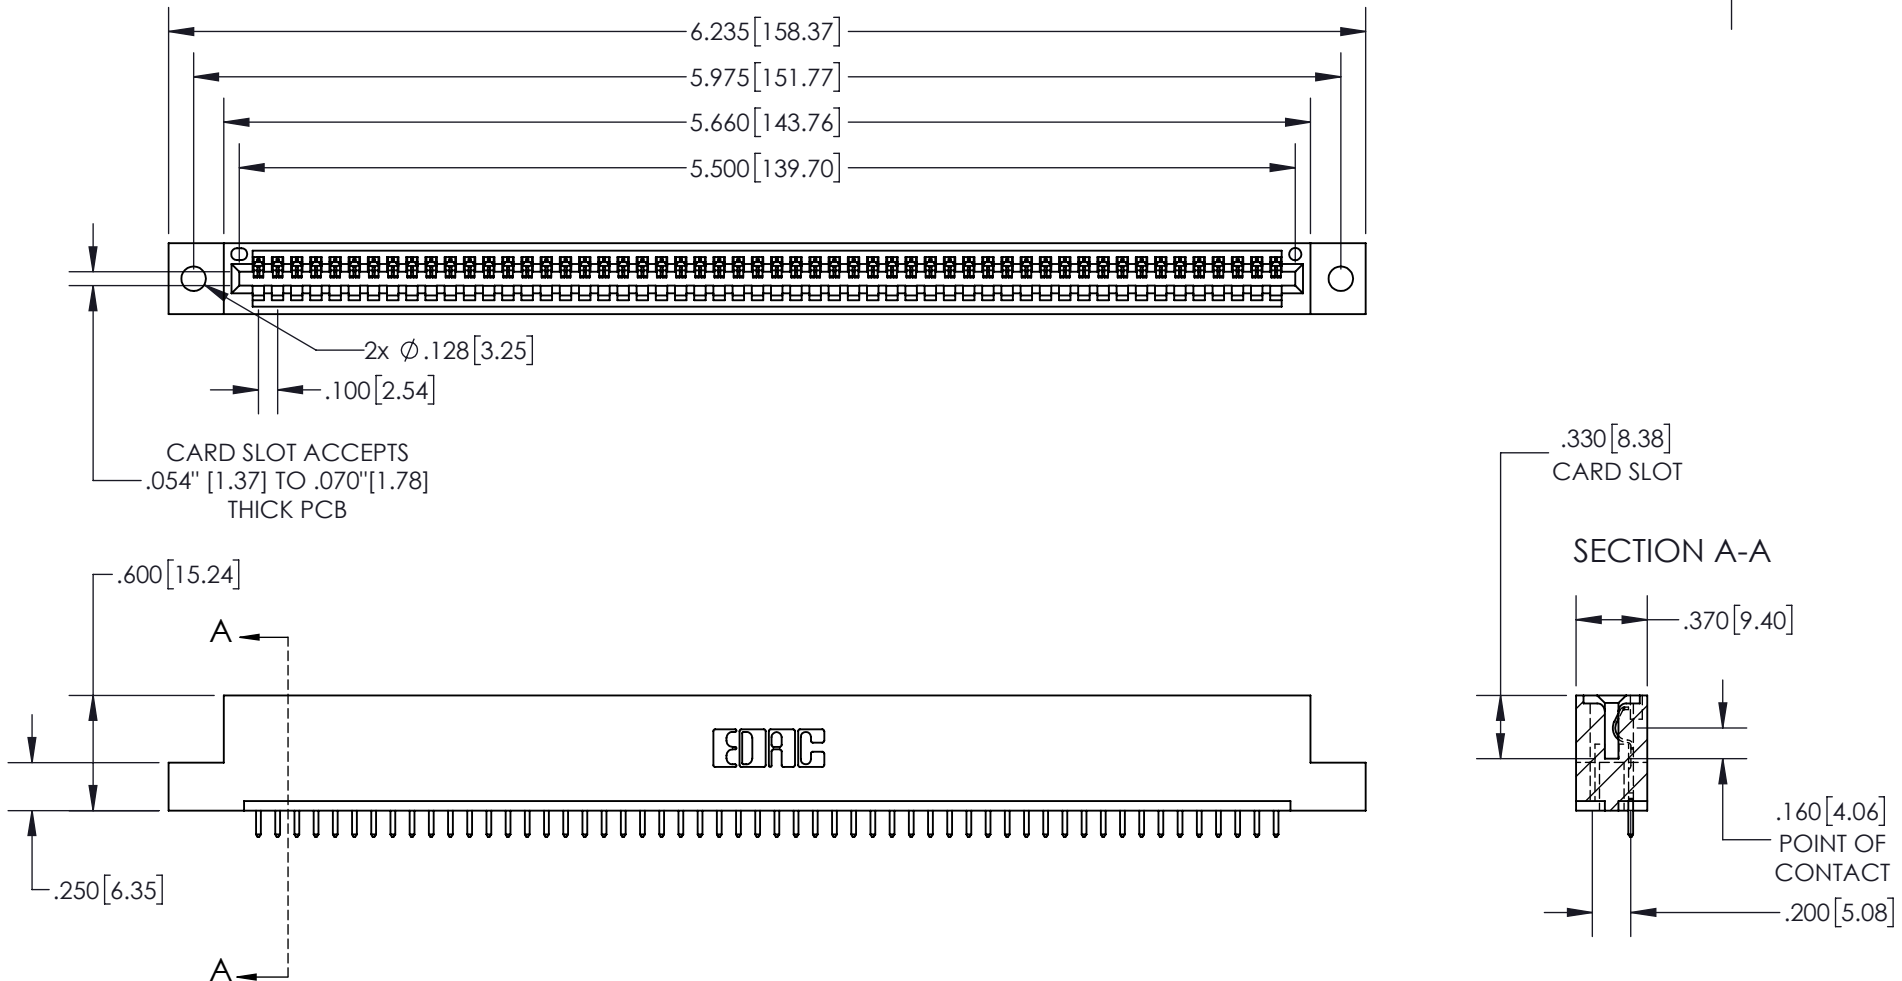 6.235[158.37]
5.975[151.77]
5.660[143.76]
5.500[139.70]
2x Ø.128[3.25]
.100[2.54]
CARD SLOT ACCEPTS
.054" [1.37] TO .070"[1.78]
THICK PCB
.330[8.38]
CARD SLOT
SECTION A-A
.600[15.24]
.370[9.40]
A
EDAC
.160[4.06]
POINT OF
CONTACT
.250[6.35]
.200[5.08]
A